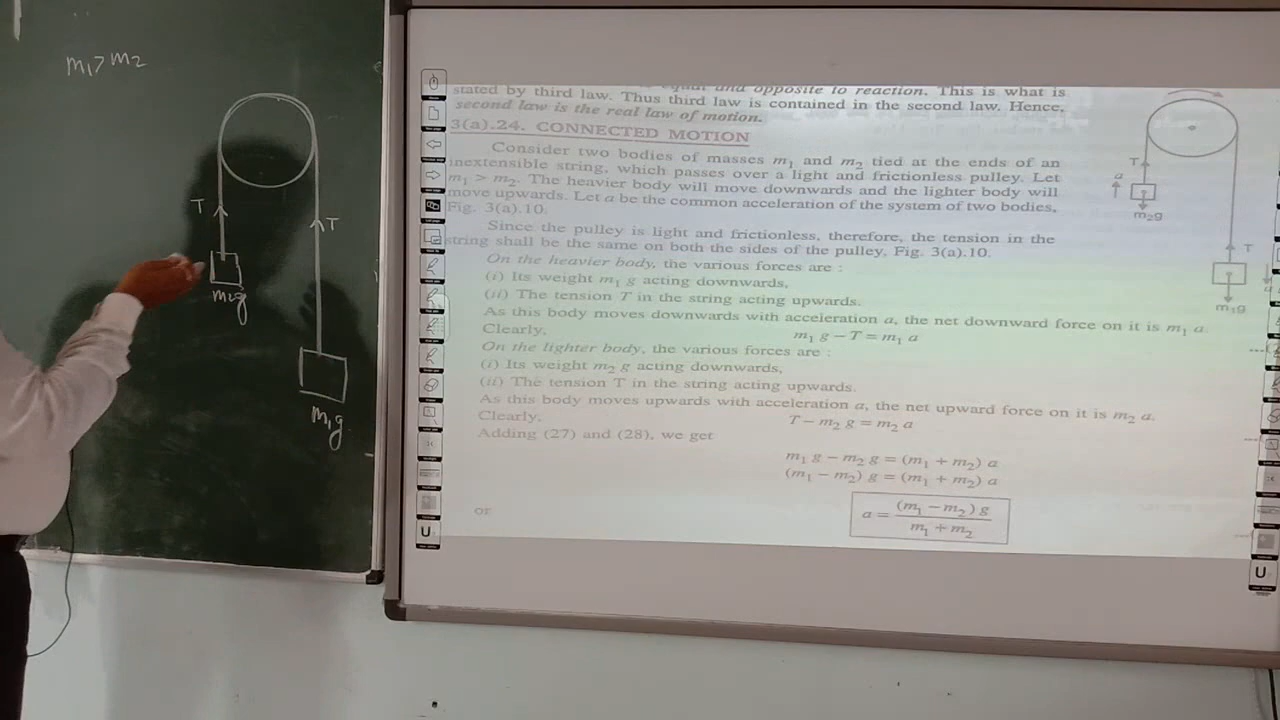 m₁ > m₂
T
T
m₂g
m₁g
equal and opposite to reaction. This is what is
stated by third law. Thus third law is contained in the second law. Hence,
second law is the real law of motion.
3(a).24. CONNECTED MOTION
Consider two bodies of masses m₁ and m₂ tied at the ends of an
inextensible string, which passes over a light and frictionless pulley. Let
m₁ > m₂. The heavier body will move downwards and the lighter body will
move upwards. Let a be the common acceleration of the system of two bodies,
Fig. 3(a).10.
Since the pulley is light and frictionless, therefore, the tension in the
string shall be the same on both the sides of the pulley, Fig. 3(a).10.
On the heavier body, the various forces are :
(i) Its weight m₁ g acting downwards,
(ii) The tension T in the string acting upwards.
As this body moves downwards with acceleration a, the net downward force on it is m₁ a.
Clearly, m₁ g − T = m₁ a
On the lighter body, the various forces are :
(i) Its weight m₂ g acting downwards,
(ii) The tension T in the string acting upwards.
As this body moves upwards with acceleration a, the net upward force on it is m₂ a.
Clearly, T − m₂ g = m₂ a
Adding (27) and (28), we get
m₁ g − m₂ g = (m₁ + m₂) a
(m₁ − m₂) g = (m₁ + m₂) a
or a = (m₁ − m₂) g / m₁ + m₂
T
a
m₂g
T
a
m₁g
U
U